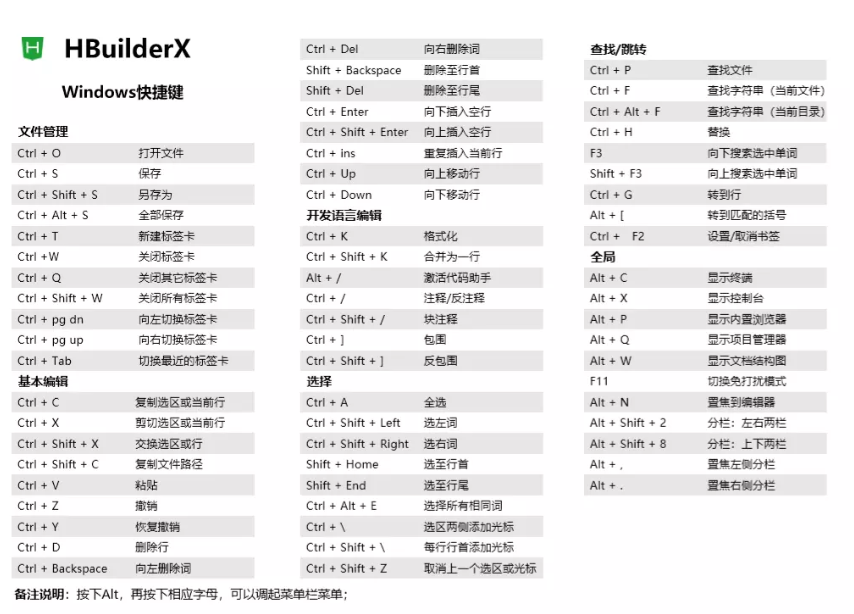 HBuilderX
Windows快捷键
文件管理
Ctrl + O 打开文件
Ctrl + S 保存
Ctrl + Shift + S 另存为
Ctrl + Alt + S 全部保存
Ctrl + T 新建标签卡
Ctrl +W 关闭标签卡
Ctrl + Q 关闭其它标签卡
Ctrl + Shift + W 关闭所有标签卡
Ctrl + pg dn 向左切换标签卡
Ctrl + pg up 向右切换标签卡
Ctrl + Tab 切换最近的标签卡
基本编辑
Ctrl + C 复制选区或当前行
Ctrl + X 剪切选区或当前行
Ctrl + Shift + X 交换选区或行
Ctrl + Shift + C 复制文件路径
Ctrl + V 粘贴
Ctrl + Z 撤销
Ctrl + Y 恢复撤销
Ctrl + D 删除行
Ctrl + Backspace 向左删除词
Ctrl + Del 向右删除词
Shift + Backspace 删除至行首
Shift + Del 删除至行尾
Ctrl + Enter 向下插入空行
Ctrl + Shift + Enter 向上插入空行
Ctrl + ins 重复插入当前行
Ctrl + Up 向上移动行
Ctrl + Down 向下移动行
开发语言编辑
Ctrl + K 格式化
Ctrl + Shift + K 合并为一行
Alt + / 激活代码助手
Ctrl + / 注释/反注释
Ctrl + Shift + / 块注释
Ctrl + ] 包围
Ctrl + Shift + ] 反包围
选择
Ctrl + A 全选
Ctrl + Shift + Left 选左词
Ctrl + Shift + Right 选右词
Shift + Home 选至行首
Shift + End 选至行尾
Ctrl + Alt + E 选择所有相同词
Ctrl + \ 选区两侧添加光标
Ctrl + Shift + \ 每行行首添加光标
Ctrl + Shift + Z 取消上一个选区或光标
查找/跳转
Ctrl + P 查找文件
Ctrl + F 查找字符串（当前文件）
Ctrl + Alt + F 查找字符串（当前目录）
Ctrl + H 替换
F3 向下搜索选中单词
Shift + F3 向上搜索选中单词
Ctrl + G 转到行
Alt + [ 转到匹配的括号
Ctrl + F2 设置/取消书签
全局
Alt + C 显示终端
Alt + X 显示控制台
Alt + P 显示内置浏览器
Alt + Q 显示项目管理器
Alt + W 显示文档结构图
F11 切换免打扰模式
Alt + N 置焦到编辑器
Alt + Shift + 2 分栏：左右两栏
Alt + Shift + 8 分栏：上下两栏
Alt + , 置焦左侧分栏
Alt + . 置焦右侧分栏
备注说明：按下Alt，再按下相应字母，可以调起菜单栏菜单；